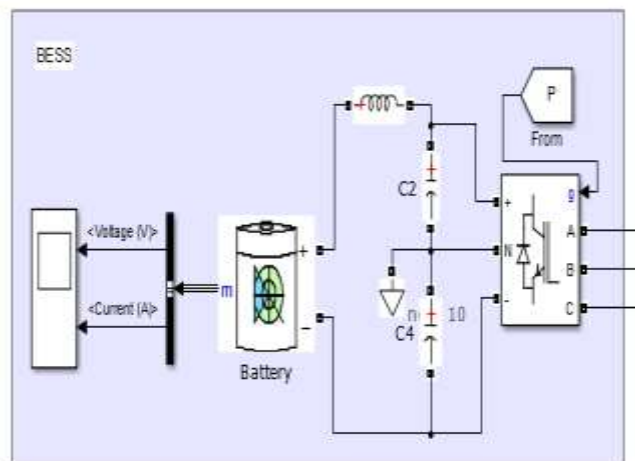 BESS
P
From
C2
g
+
A
<Voltage (V)>
N
+
B
m
-
<Current (A)>
C
n
10
C4
-
Battery